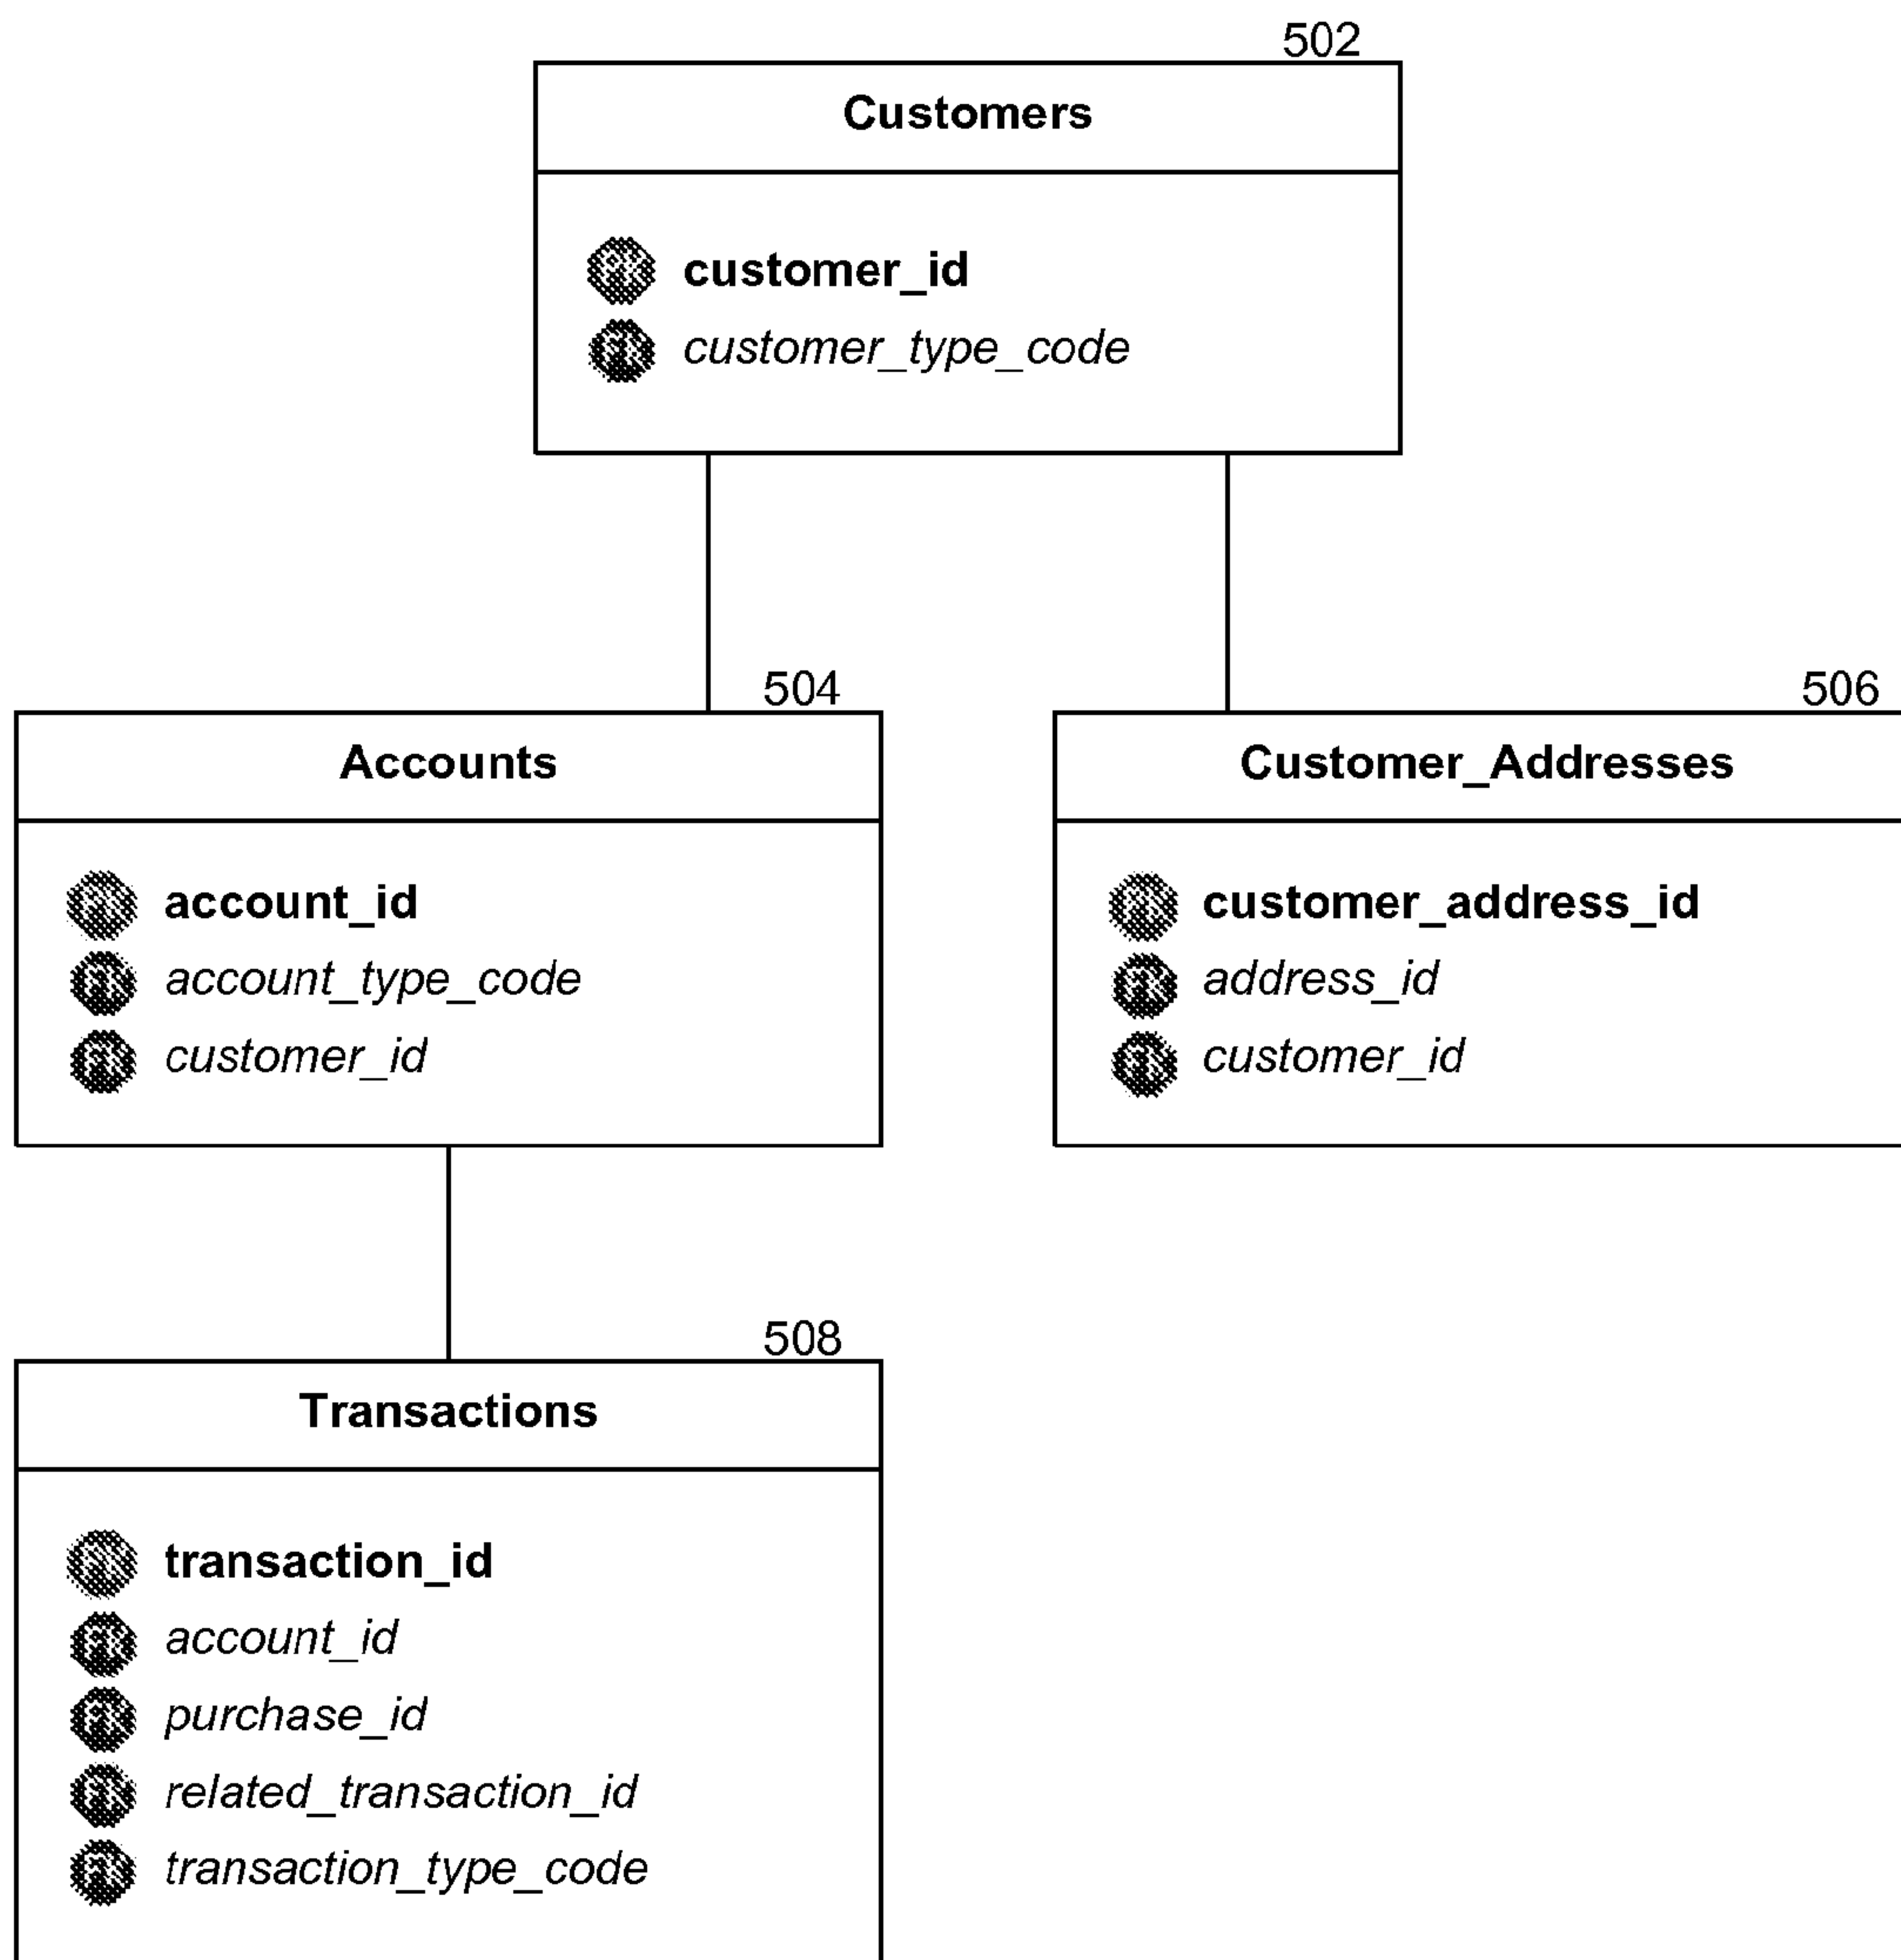 502
Customers
customer_id
customer_type_code
504
Accounts
account_id
account_type_code
customer_id
506
Customer_Addresses
customer_address_id
address_id
customer_id
508
Transactions
transaction_id
account_id
purchase_id
related_transaction_id
transaction_type_code